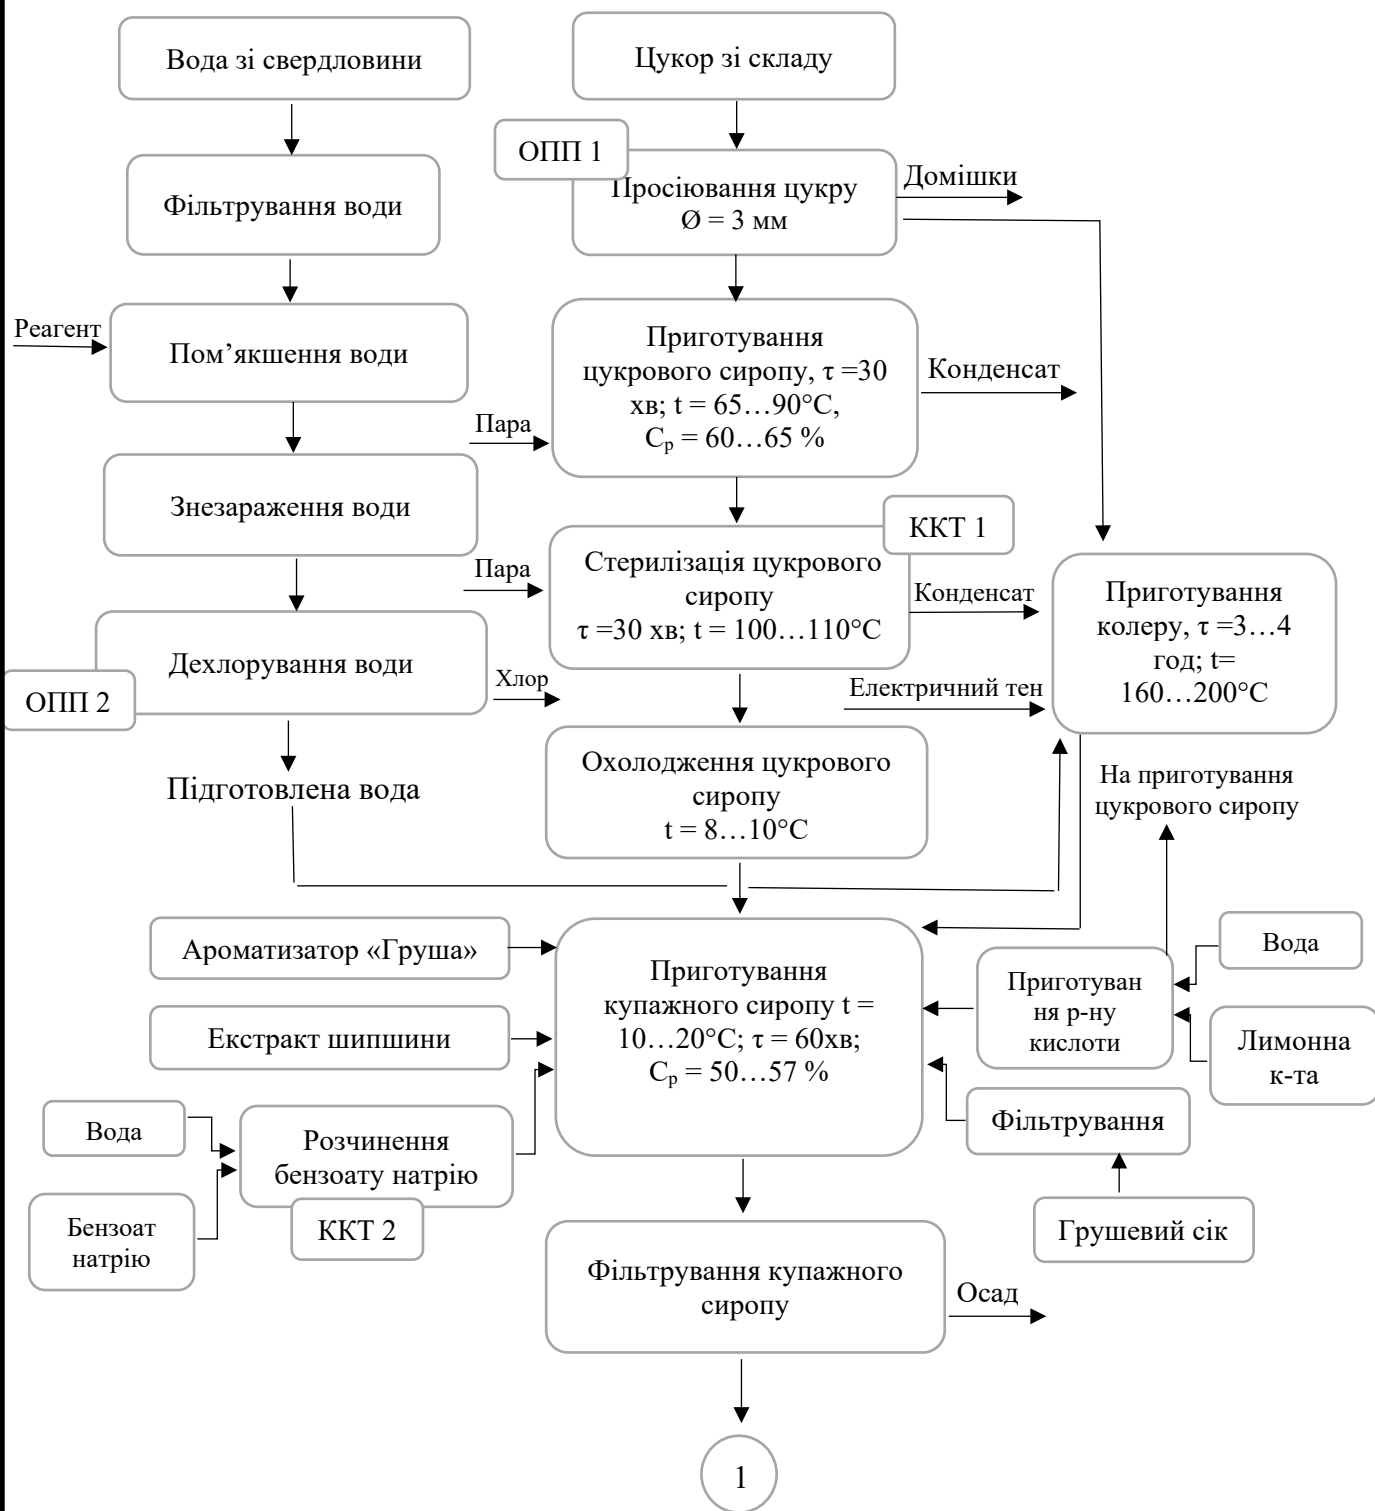 Вода зі свердловини
Цукор зі складу
ОПП 1
Просіювання цукру
Ø = 3 мм
Домішки
Фільтрування води
Реагент
Пом’якшення води
Приготування
цукрового сиропу, τ =30
хв; t = 65…90°C,
Cр = 60…65 %
Конденсат
Пара
Знезараження води
ККТ 1
Пара
Стерилізація цукрового
сиропу
τ =30 хв; t = 100…110°C
Конденсат
Приготування
колеру, τ =3…4
год; t=
160…200°C
Дехлорування води
ОПП 2
Хлор
Електричний тен
Підготовлена вода
Охолодження цукрового
сиропу
t = 8…10°C
На приготування
цукрового сиропу
Ароматизатор «Груша»
Приготування
купажного сиропу t =
10…20°C; τ = 60хв;
Cр = 50…57 %
Приготуван
ня р-ну
кислоти
Вода
Лимонна
к-та
Екстракт шипшини
Вода
Розчинення
бензоату натрію
Бензоат
натрію
ККТ 2
Фільтрування
Грушевий сік
Фільтрування купажного
сиропу
Осад
1